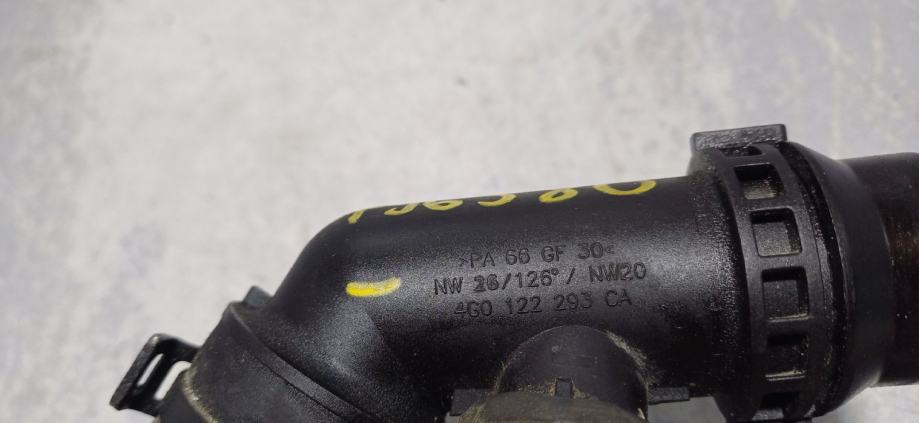 >PA 66 GF 30<
NW 26/126° / NW20
4G0 122 293 CA